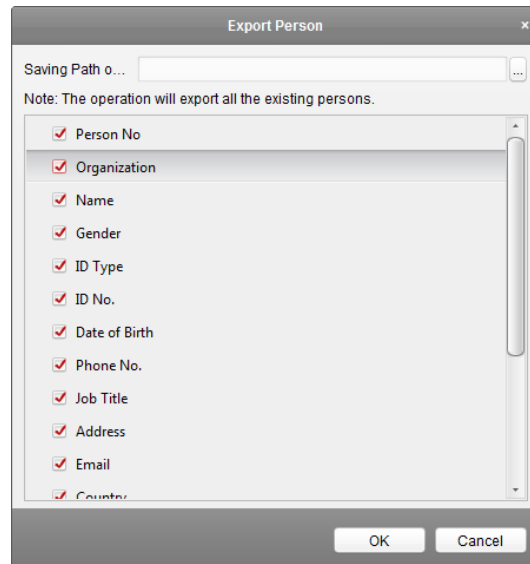 Export Person ×
Saving Path o... ...
Note: The operation will export all the existing persons.
Person No
Organization
Name
Gender
ID Type
ID No.
Date of Birth
Phone No.
Job Title
Address
Email
Country
OK Cancel